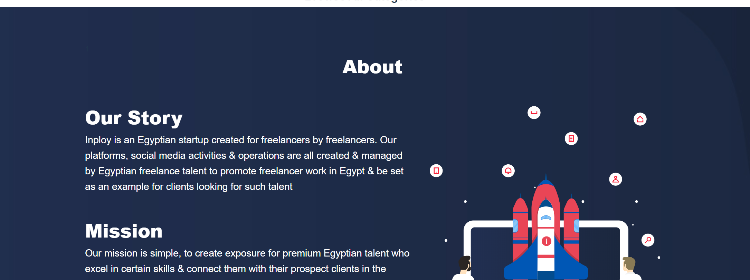 About
Our Story
Inploy is an Egyptian startup created for freelancers by freelancers. Our
platforms, social media activities & operations are all created & managed
by Egyptian freelance talent to promote freelancer work in Egypt & be set
as an example for clients looking for such talent
Mission
Our mission is simple, to create exposure for premium Egyptian talent who
excel in certain skills & connect them with their prospect clients in the